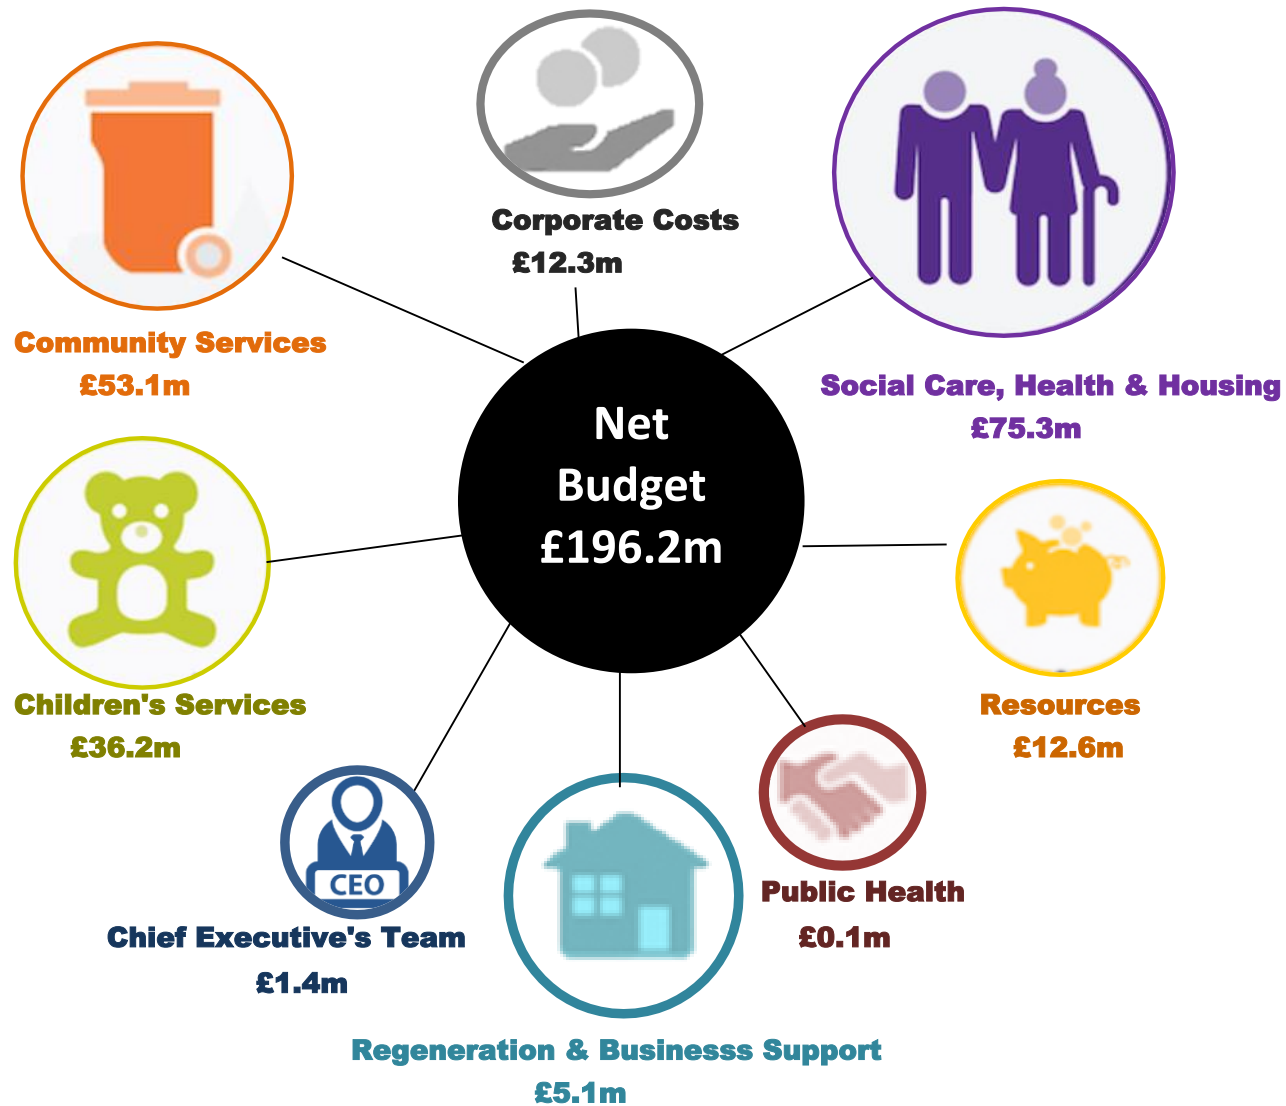 Corporate Costs
£12.3m
Community Services
£53.1m
Social Care, Health & Housing
£75.3m
Net
Budget
£196.2m
Children's Services
£36.2m
Resources
£12.6m
CEO
Chief Executive's Team
£1.4m
Public Health
£0.1m
Regeneration & Businesss Support
£5.1m